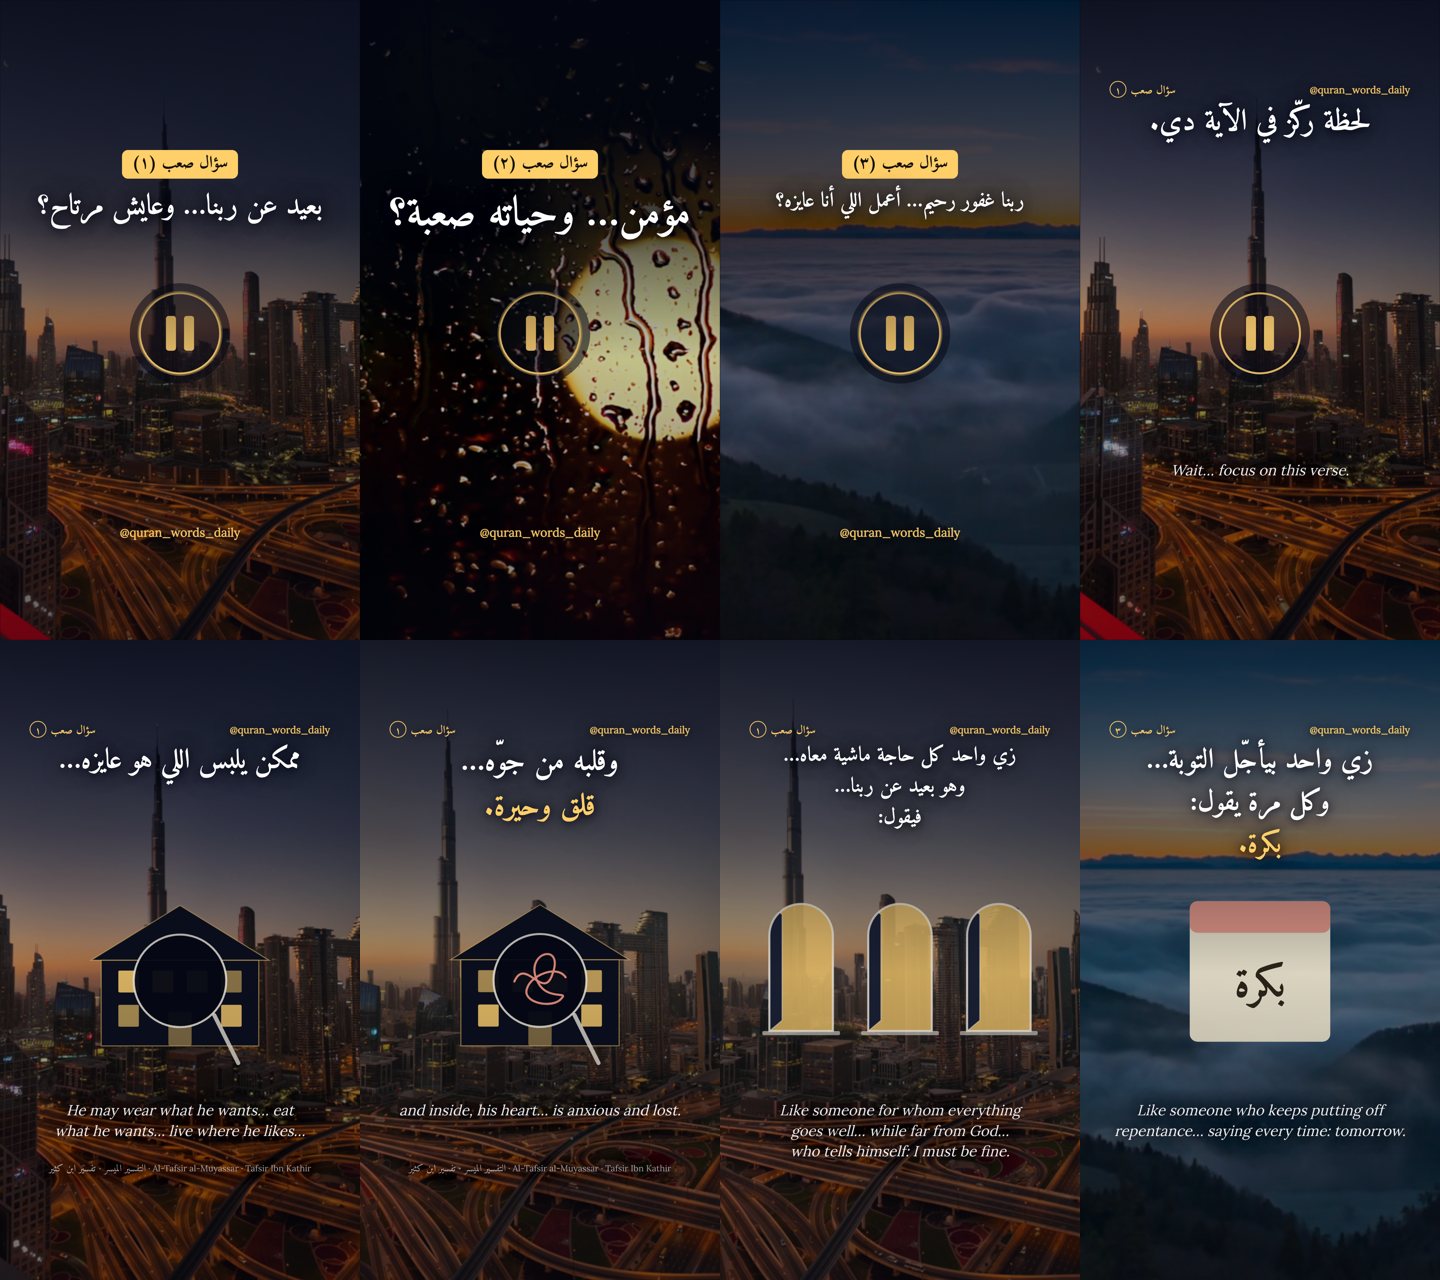 سؤال صعب (١)
بعيد عن ربنا... وعايش مرتاح؟
@quran_words_daily
سؤال صعب (٢)
مؤمن... وحياته صعبة؟
@quran_words_daily
سؤال صعب (٣)
ربنا غفور رحيم... أعمل اللي أنا عايزه؟
@quran_words_daily
١ سؤال صعب
@quran_words_daily
لحظة ركّز في الآية دي.
Wait... focus on this verse.
١ سؤال صعب
@quran_words_daily
ممكن يلبس اللي هو عايزه...
He may wear what he wants... eat
what he wants... live where he likes...
التفسير الميسر · تفسير ابن كثير · Al-Tafsir al-Muyassar · Tafsir Ibn Kathir
١ سؤال صعب
@quran_words_daily
وقلبه من جوّه...
قلق وحيرة.
and inside, his heart... is anxious and lost.
التفسير الميسر · تفسير ابن كثير · Al-Tafsir al-Muyassar · Tafsir Ibn Kathir
١ سؤال صعب
@quran_words_daily
زي واحد كل حاجة ماشية معاه...
وهو بعيد عن ربنا...
فيقول:
Like someone for whom everything
goes well... while far from God...
who tells himself: I must be fine.
٣ سؤال صعب
@quran_words_daily
زي واحد بيأجّل التوبة...
وكل مرة يقول:
بكرة.
بكرة
Like someone who keeps putting off
repentance... saying every time: tomorrow.